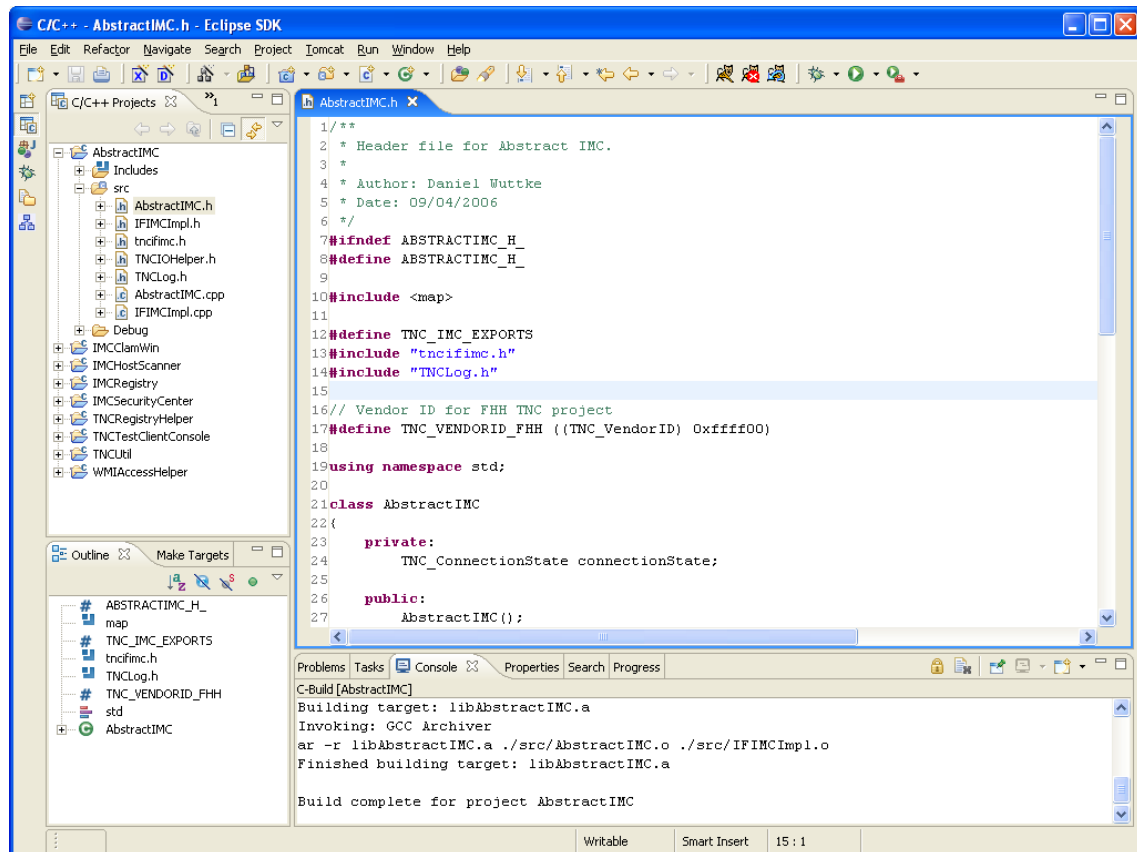 C/C++ - AbstractIMC.h - Eclipse SDK
File Edit Refactor Navigate Search Project Tomcat Run Window Help
C/C++ Projects »1
AbstractIMC
Includes
src
AbstractIMC.h
IFIMCImpl.h
tncifimc.h
TNCIOHelper.h
TNCLog.h
AbstractIMC.cpp
IFIMCImpl.cpp
Debug
IMCClamWin
IMCHostScanner
IMCRegistry
IMCSecurityCenter
TNCRegistryHelper
TNCTestClientConsole
TNCUtil
WMIAccessHelper
Outline Make Targets
ABSTRACTIMC_H_
map
TNC_IMC_EXPORTS
tncifimc.h
TNCLog.h
TNC_VENDORID_FHH
std
AbstractIMC
AbstractIMC.h
1 /**
2 * Header file for Abstract IMC.
3 *
4 * Author: Daniel Wuttke
5 * Date: 09/04/2006
6 */
7 #ifndef ABSTRACTIMC_H_
8 #define ABSTRACTIMC_H_
9
10 #include <map>
11
12 #define TNC_IMC_EXPORTS
13 #include "tncifimc.h"
14 #include "TNCLog.h"
15
16 // Vendor ID for FHH TNC project
17 #define TNC_VENDORID_FHH ((TNC_VendorID) 0xffff00)
18
19 using namespace std;
20
21 class AbstractIMC
22 {
23 private:
24 TNC_ConnectionState connectionState;
25
26 public:
27 AbstractIMC();
Problems Tasks Console Properties Search Progress
C-Build [AbstractIMC]
Building target: libAbstractIMC.a
Invoking: GCC Archiver
ar -r libAbstractIMC.a ./src/AbstractIMC.o ./src/IFIMCImpl.o
Finished building target: libAbstractIMC.a
Build complete for project AbstractIMC
Writable Smart Insert 15 : 1